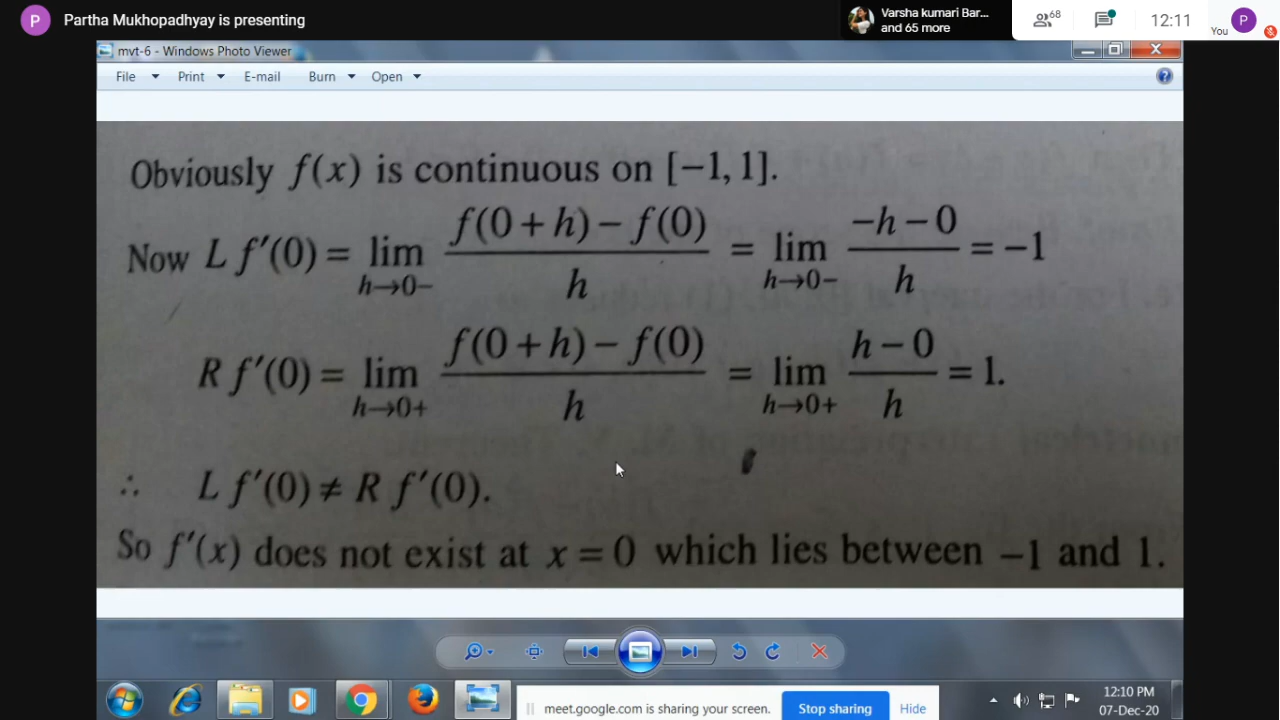 P Partha Mukhopadhyay is presenting
Varsha kumari Bar...
and 65 more
68
12:11
You P
mvt-6 - Windows Photo Viewer
File Print E-mail Burn Open
Obviously f(x) is continuous on [−1, 1].
Now L f′(0) = lim h→0− f(0 + h) − f(0) / h = lim h→0− −h − 0 / h = −1
R f′(0) = lim h→0+ f(0 + h) − f(0) / h = lim h→0+ h − 0 / h = 1.
∴ L f′(0) ≠ R f′(0).
So f′(x) does not exist at x = 0 which lies between −1 and 1.
meet.google.com is sharing your screen. Stop sharing Hide
12:10 PM
07-Dec-20